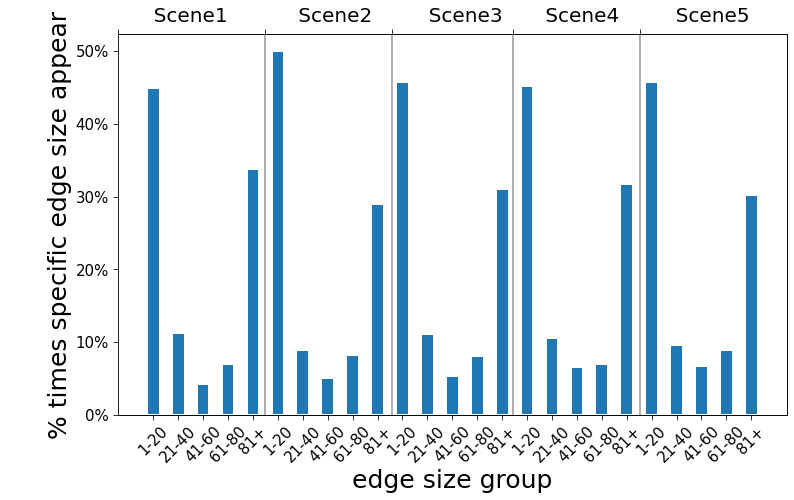 Scene1 Scene2 Scene3 Scene4 Scene5
% times specific edge size appear
50%
40%
30%
20%
10%
0%
1-20 21-40 41-60 61-80 81+ 1-20 21-40 41-60 61-80 81+ 1-20 21-40 41-60 61-80 81+ 1-20 21-40 41-60 61-80 81+ 1-20 21-40 41-60 61-80 81+
edge size group